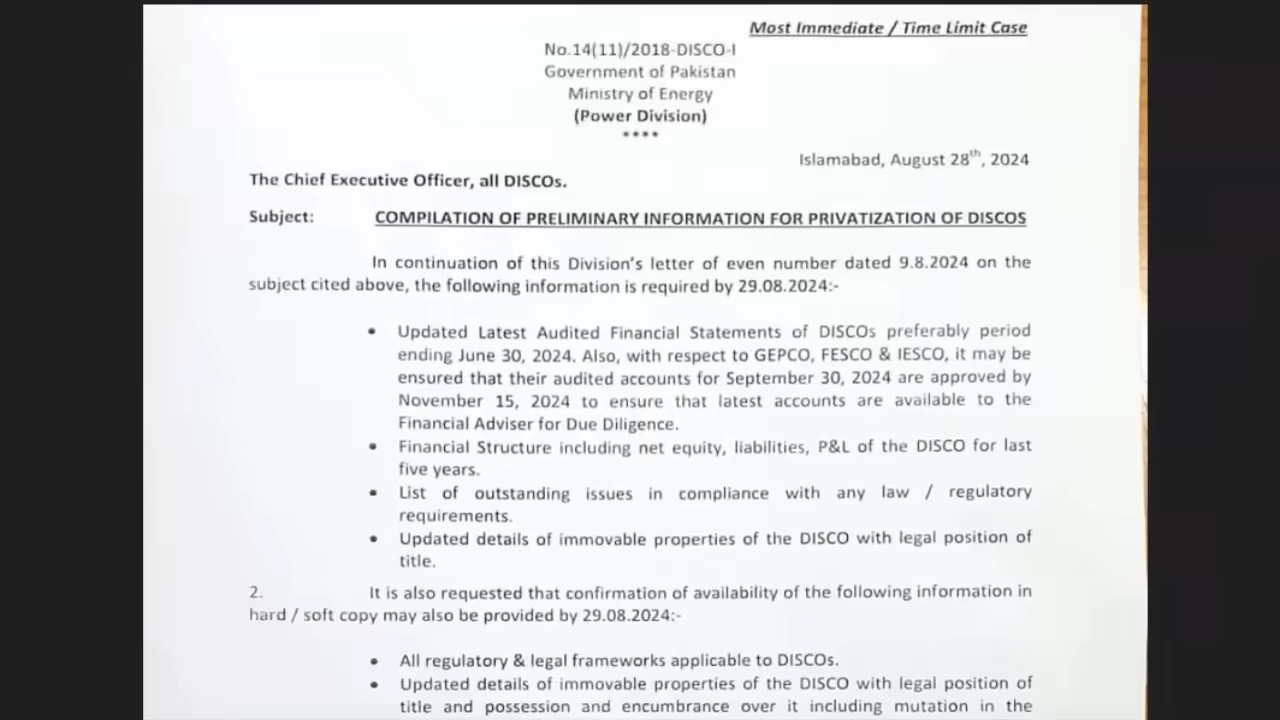 Most Immediate / Time Limit Case
No.14(11)/2018-DISCO-I
Government of Pakistan
Ministry of Energy
(Power Division)
****
Islamabad, August 28th, 2024
The Chief Executive Officer, all DISCOs.
Subject: COMPILATION OF PRELIMINARY INFORMATION FOR PRIVATIZATION OF DISCOS
In continuation of this Division's letter of even number dated 9.8.2024 on the
subject cited above, the following information is required by 29.08.2024:-
• Updated Latest Audited Financial Statements of DISCOs preferably period
ending June 30, 2024. Also, with respect to GEPCO, FESCO & IESCO, it may be
ensured that their audited accounts for September 30, 2024 are approved by
November 15, 2024 to ensure that latest accounts are available to the
Financial Adviser for Due Diligence.
• Financial Structure including net equity, liabilities, P&L of the DISCO for last
five years.
• List of outstanding issues in compliance with any law / regulatory
requirements.
• Updated details of immovable properties of the DISCO with legal position of
title.
2. It is also requested that confirmation of availability of the following information in
hard / soft copy may also be provided by 29.08.2024:-
• All regulatory & legal frameworks applicable to DISCOs.
• Updated details of immovable properties of the DISCO with legal position of
title and possession and encumbrance over it including mutation in the